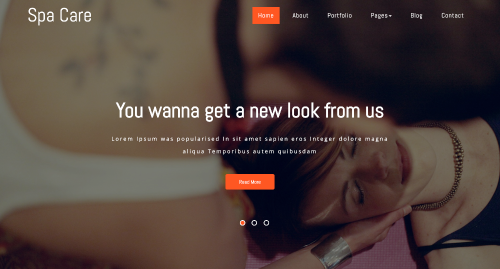 Spa Care
Home About Portfolio Pages Blog Contact
You wanna get a new look from us
Lorem Ipsum was popularised In sit amet sapien eros Integer dolore magna
aliqua Temporibus autem quibusdam
Read More